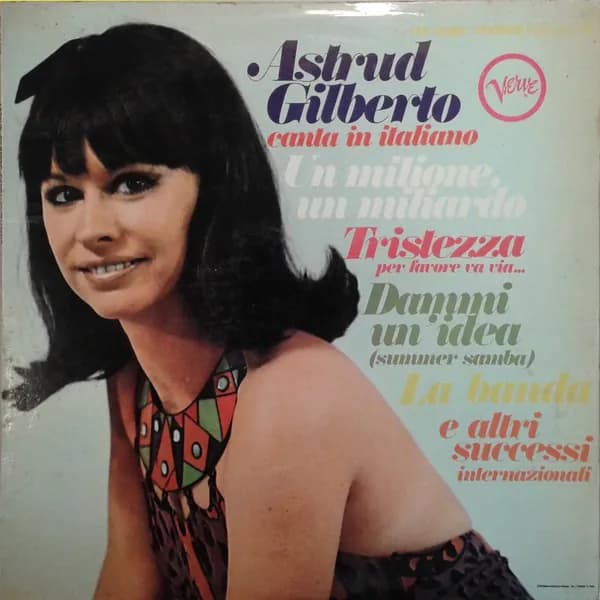 Astrud
Gilberto
Verve
canta in italiano
Un milione,
un miliardo
Tristezza
per favore va via...
Dammi
un'idea
(summer samba)
La banda
e altri
successi
internazionali